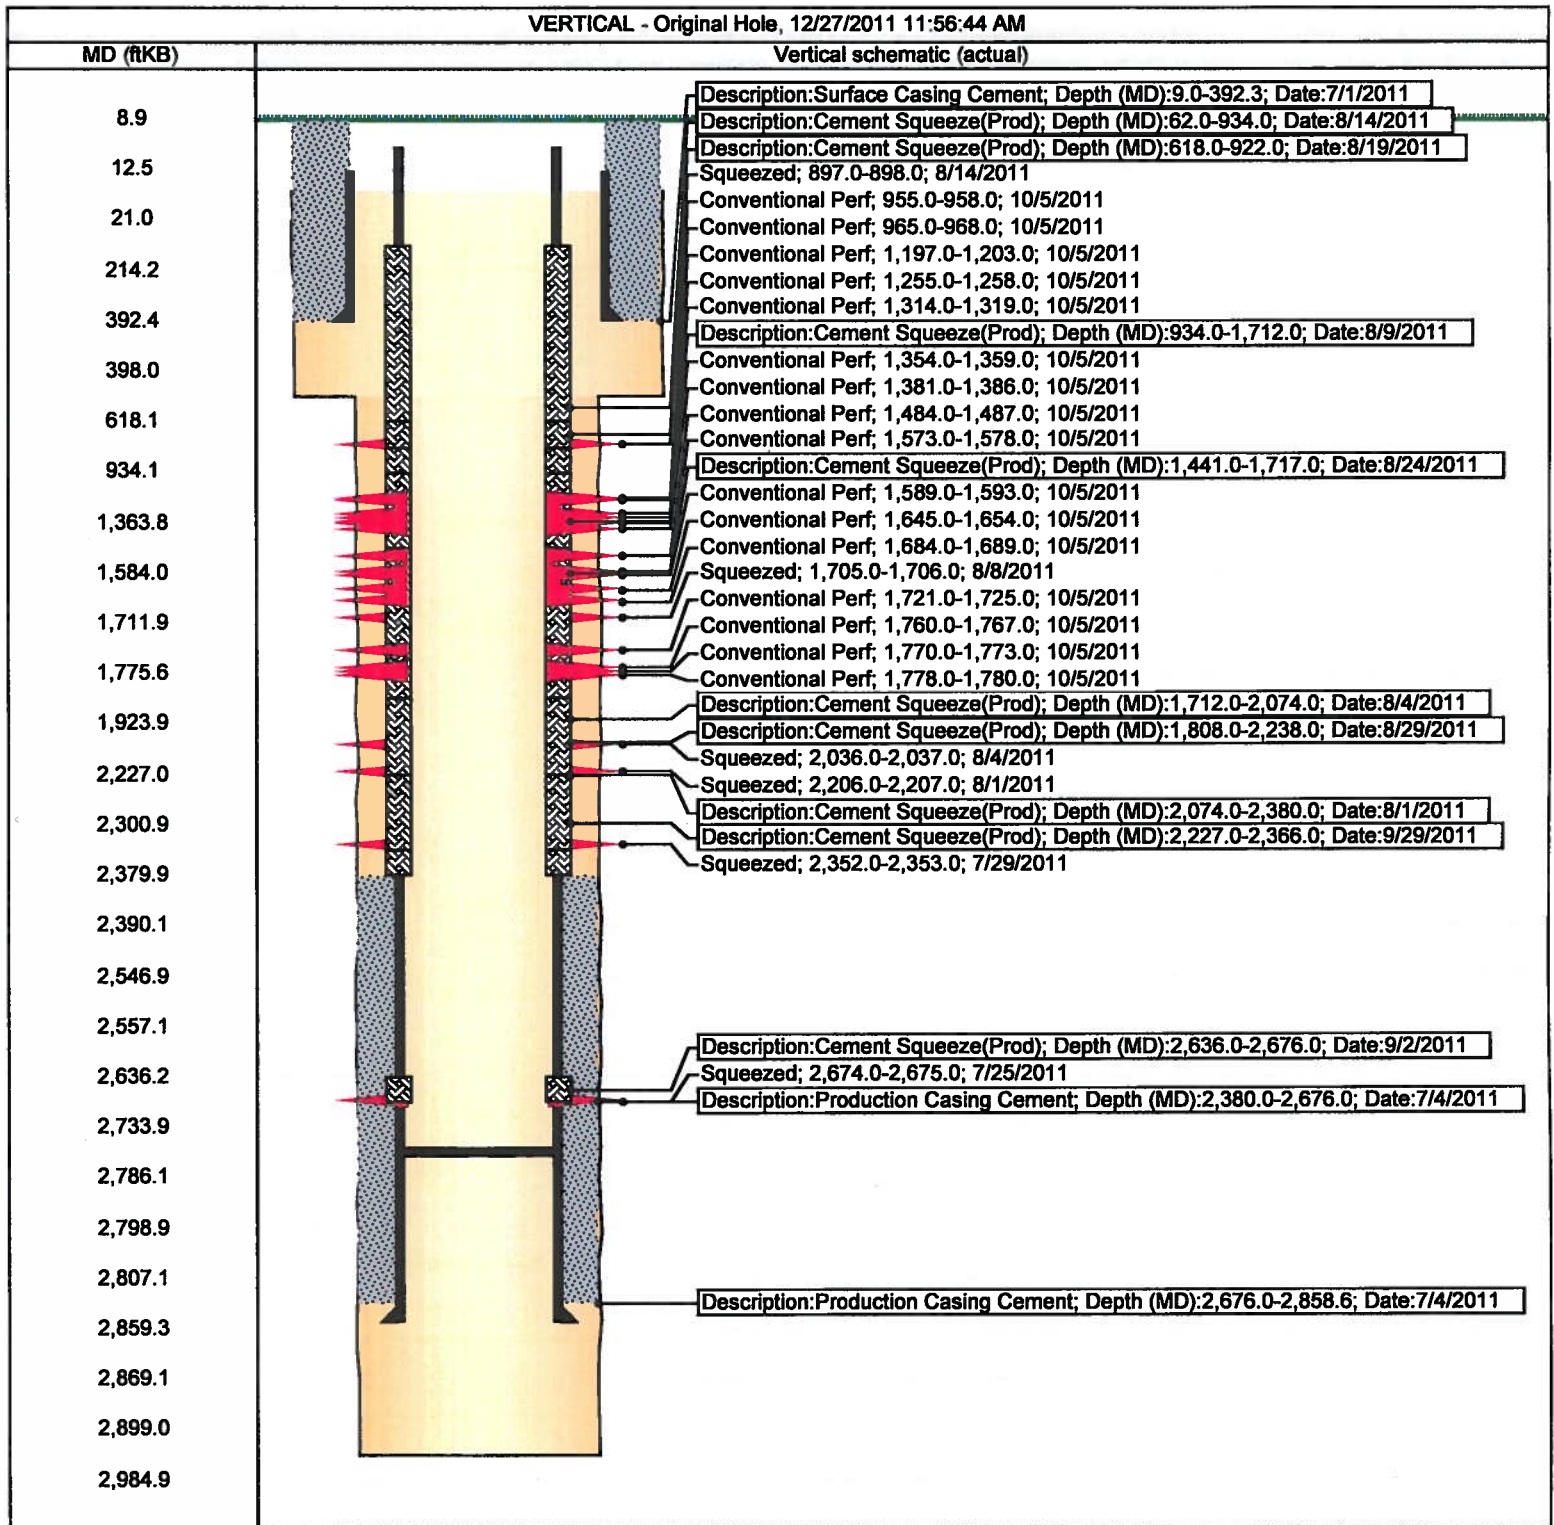 VERTICAL - Original Hole, 12/27/2011 11:56:44 AM
MD (ftKB)
Vertical schematic (actual)
8.9
12.5
21.0
214.2
392.4
398.0
618.1
934.1
1,363.8
1,584.0
1,711.9
1,775.6
1,923.9
2,227.0
2,300.9
2,379.9
2,390.1
2,546.9
2,557.1
2,636.2
2,733.9
2,786.1
2,798.9
2,807.1
2,859.3
2,869.1
2,899.0
2,984.9
Description:Surface Casing Cement; Depth (MD):9.0-392.3; Date:7/1/2011
Description:Cement Squeeze(Prod); Depth (MD):62.0-934.0; Date:8/14/2011
Description:Cement Squeeze(Prod); Depth (MD):618.0-922.0; Date:8/19/2011
Squeezed; 897.0-898.0; 8/14/2011
Conventional Perf; 955.0-958.0; 10/5/2011
Conventional Perf; 965.0-968.0; 10/5/2011
Conventional Perf; 1,197.0-1,203.0; 10/5/2011
Conventional Perf; 1,255.0-1,258.0; 10/5/2011
Conventional Perf; 1,314.0-1,319.0; 10/5/2011
Description:Cement Squeeze(Prod); Depth (MD):934.0-1,712.0; Date:8/9/2011
Conventional Perf; 1,354.0-1,359.0; 10/5/2011
Conventional Perf; 1,381.0-1,386.0; 10/5/2011
Conventional Perf; 1,484.0-1,487.0; 10/5/2011
Conventional Perf; 1,573.0-1,578.0; 10/5/2011
Description:Cement Squeeze(Prod); Depth (MD):1,441.0-1,717.0; Date:8/24/2011
Conventional Perf; 1,589.0-1,593.0; 10/5/2011
Conventional Perf; 1,645.0-1,654.0; 10/5/2011
Conventional Perf; 1,684.0-1,689.0; 10/5/2011
Squeezed; 1,705.0-1,706.0; 8/8/2011
Conventional Perf; 1,721.0-1,725.0; 10/5/2011
Conventional Perf; 1,760.0-1,767.0; 10/5/2011
Conventional Perf; 1,770.0-1,773.0; 10/5/2011
Conventional Perf; 1,778.0-1,780.0; 10/5/2011
Description:Cement Squeeze(Prod); Depth (MD):1,712.0-2,074.0; Date:8/4/2011
Description:Cement Squeeze(Prod); Depth (MD):1,808.0-2,238.0; Date:8/29/2011
Squeezed; 2,036.0-2,037.0; 8/4/2011
Squeezed; 2,206.0-2,207.0; 8/1/2011
Description:Cement Squeeze(Prod); Depth (MD):2,074.0-2,380.0; Date:8/1/2011
Description:Cement Squeeze(Prod); Depth (MD):2,227.0-2,366.0; Date:9/29/2011
Squeezed; 2,352.0-2,353.0; 7/29/2011
Description:Cement Squeeze(Prod); Depth (MD):2,636.0-2,676.0; Date:9/2/2011
Squeezed; 2,674.0-2,675.0; 7/25/2011
Description:Production Casing Cement; Depth (MD):2,380.0-2,676.0; Date:7/4/2011
Description:Production Casing Cement; Depth (MD):2,676.0-2,858.6; Date:7/4/2011